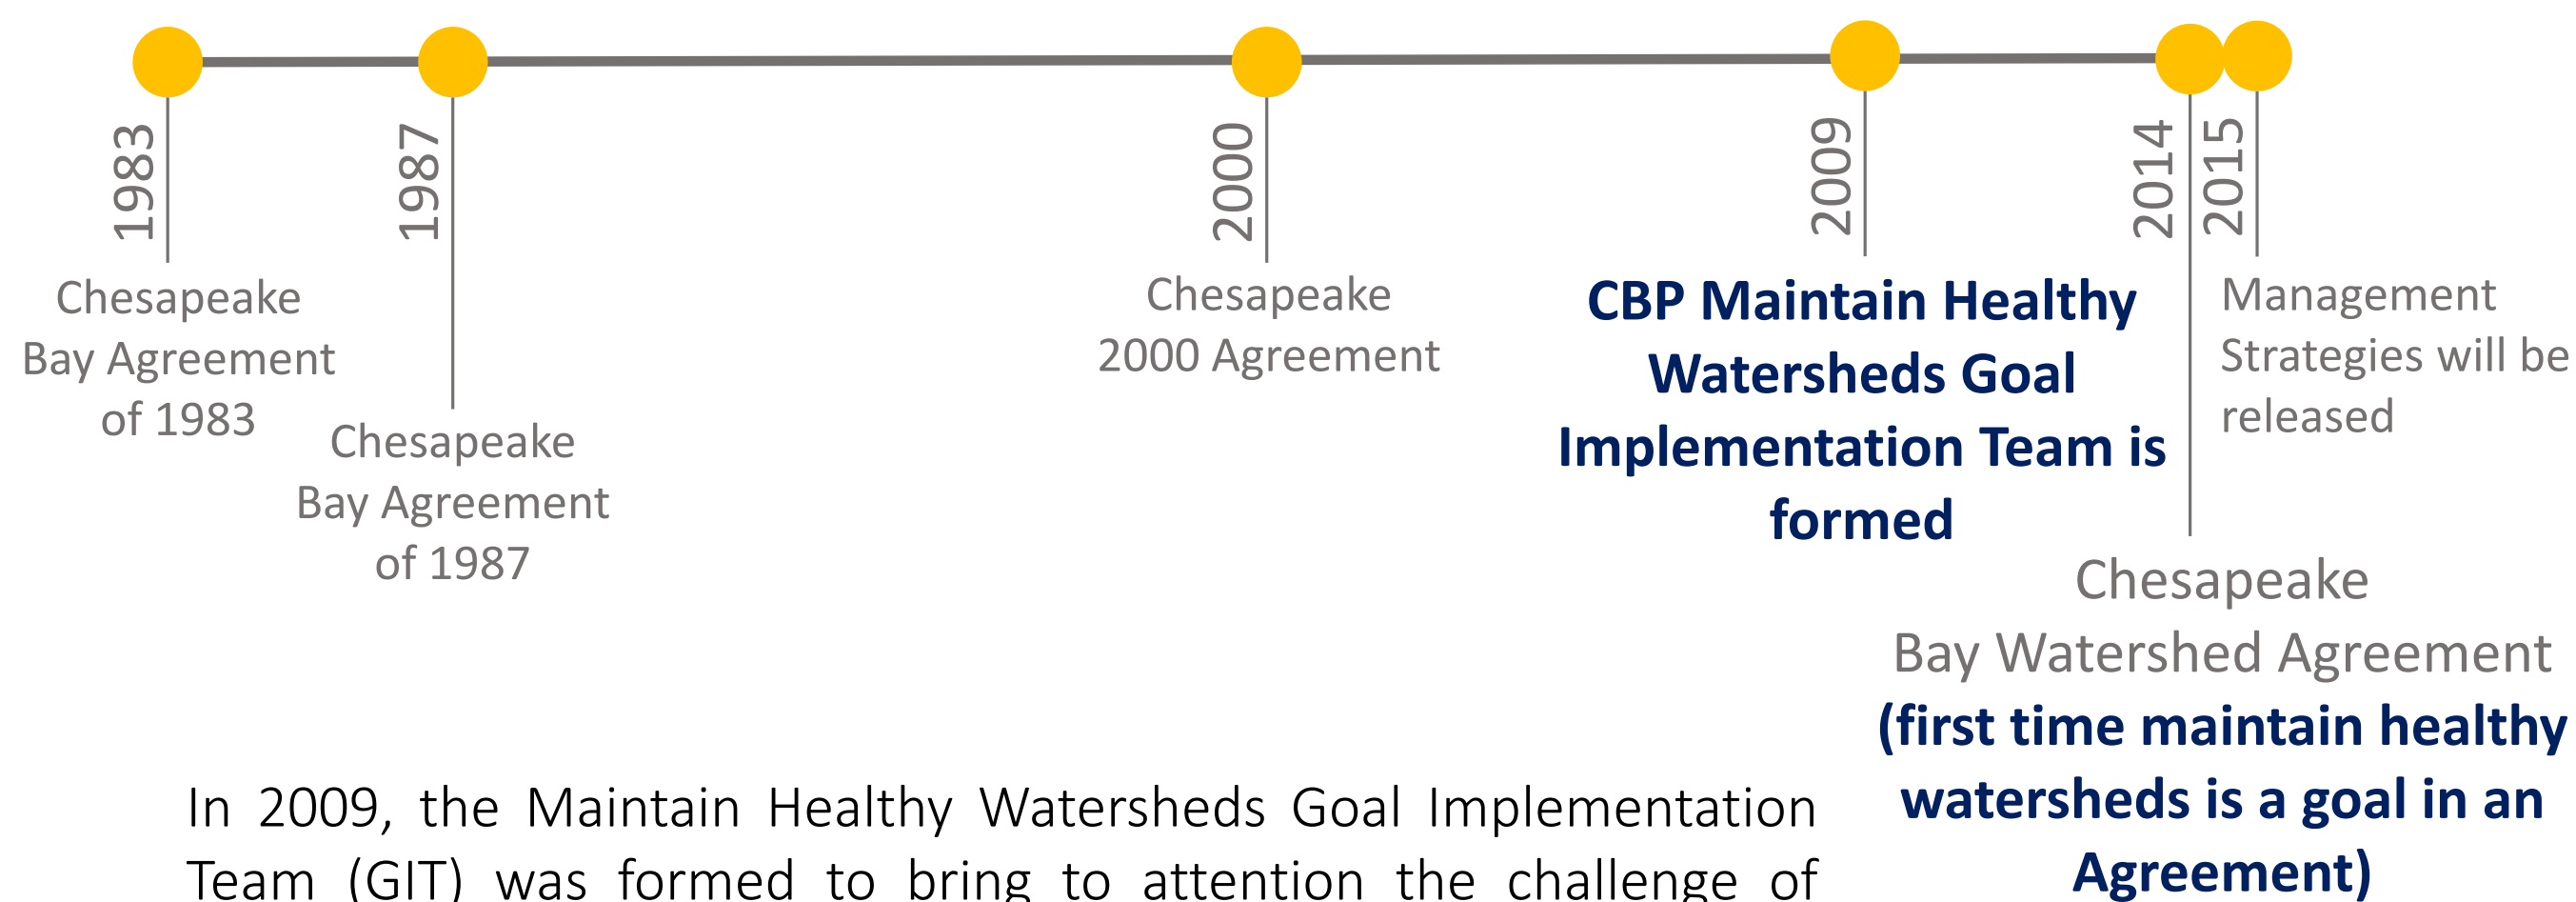 1983
Chesapeake
Bay Agreement
of 1983
1987
Chesapeake
Bay Agreement
of 1987
2000
Chesapeake
2000 Agreement
2009
CBP Maintain Healthy
Watersheds Goal
Implementation Team is
formed
2014
Chesapeake
Bay Watershed Agreement
(first time maintain healthy
watersheds is a goal in an
Agreement)
2015
Management
Strategies will be
released
In 2009, the Maintain Healthy Watersheds Goal Implementation
Team (GIT) was formed to bring to attention the challenge of